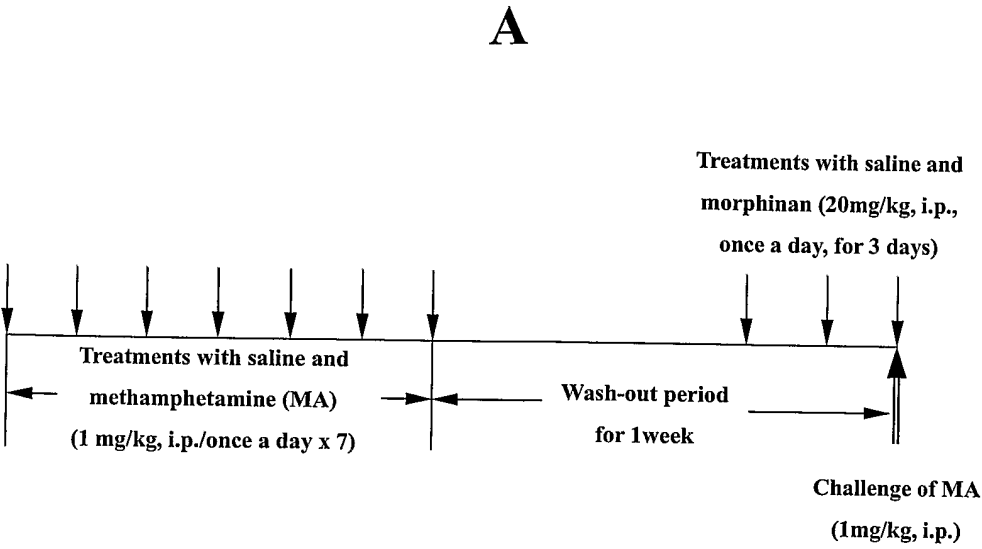 A
Treatments with saline and
morphinan (20mg/kg, i.p.,
once a day, for 3 days)
Treatments with saline and
methamphetamine (MA)
(1 mg/kg, i.p./once a day x 7)
Wash-out period
for 1week
Challenge of MA
(1mg/kg, i.p.)